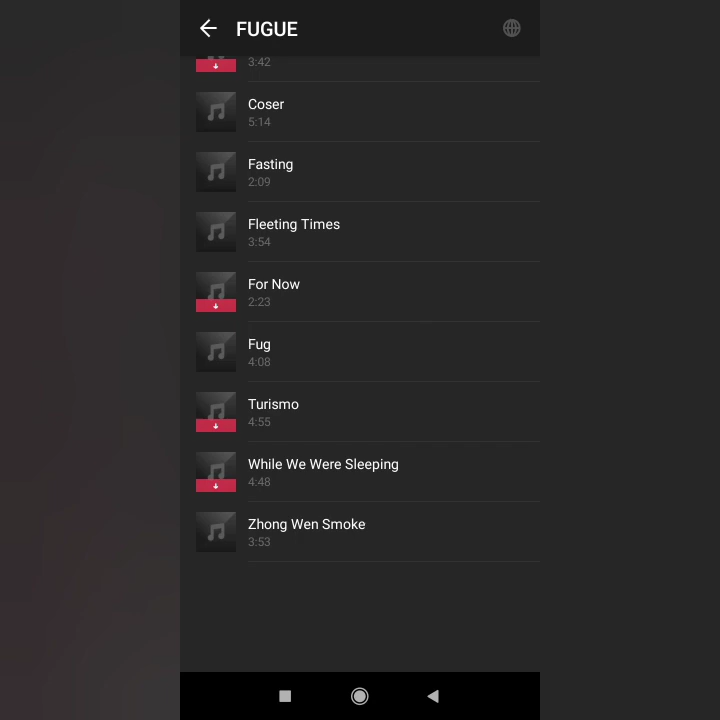 FUGUE
3:42
Coser
5:14
Fasting
2:09
Fleeting Times
3:54
For Now
2:23
Fug
4:08
Turismo
4:55
While We Were Sleeping
4:48
Zhong Wen Smoke
3:53